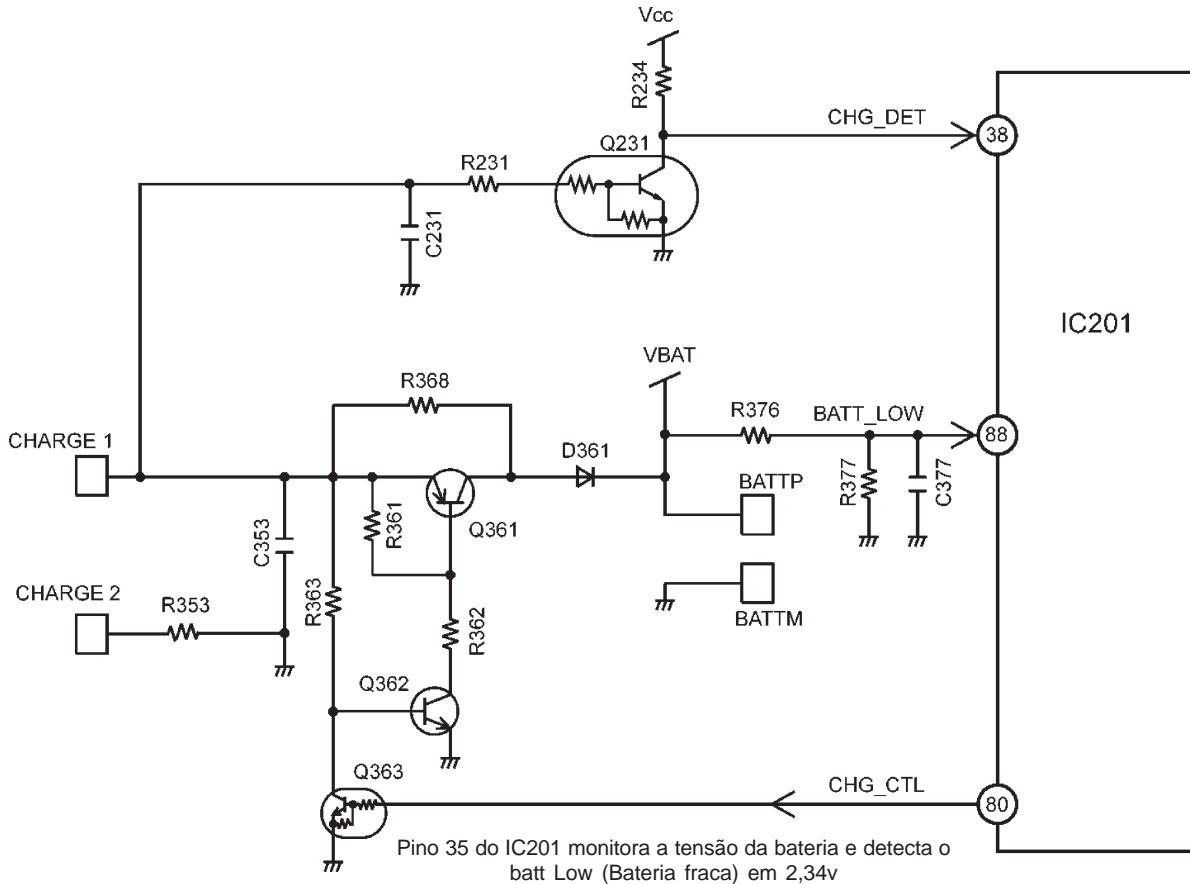 Vcc
R234
CHG_DET
38
Q231
R231
C231
IC201
VBAT
R368
R376
BATT_LOW
88
CHARGE 1
D361
BATTP
R377
C377
Q361
R361
C353
R363
CHARGE 2
R353
BATTM
R362
Q362
Q363
CHG_CTL
80
Pino 35 do IC201 monitora a tensão da bateria e detecta o
batt Low (Bateria fraca) em 2,34v